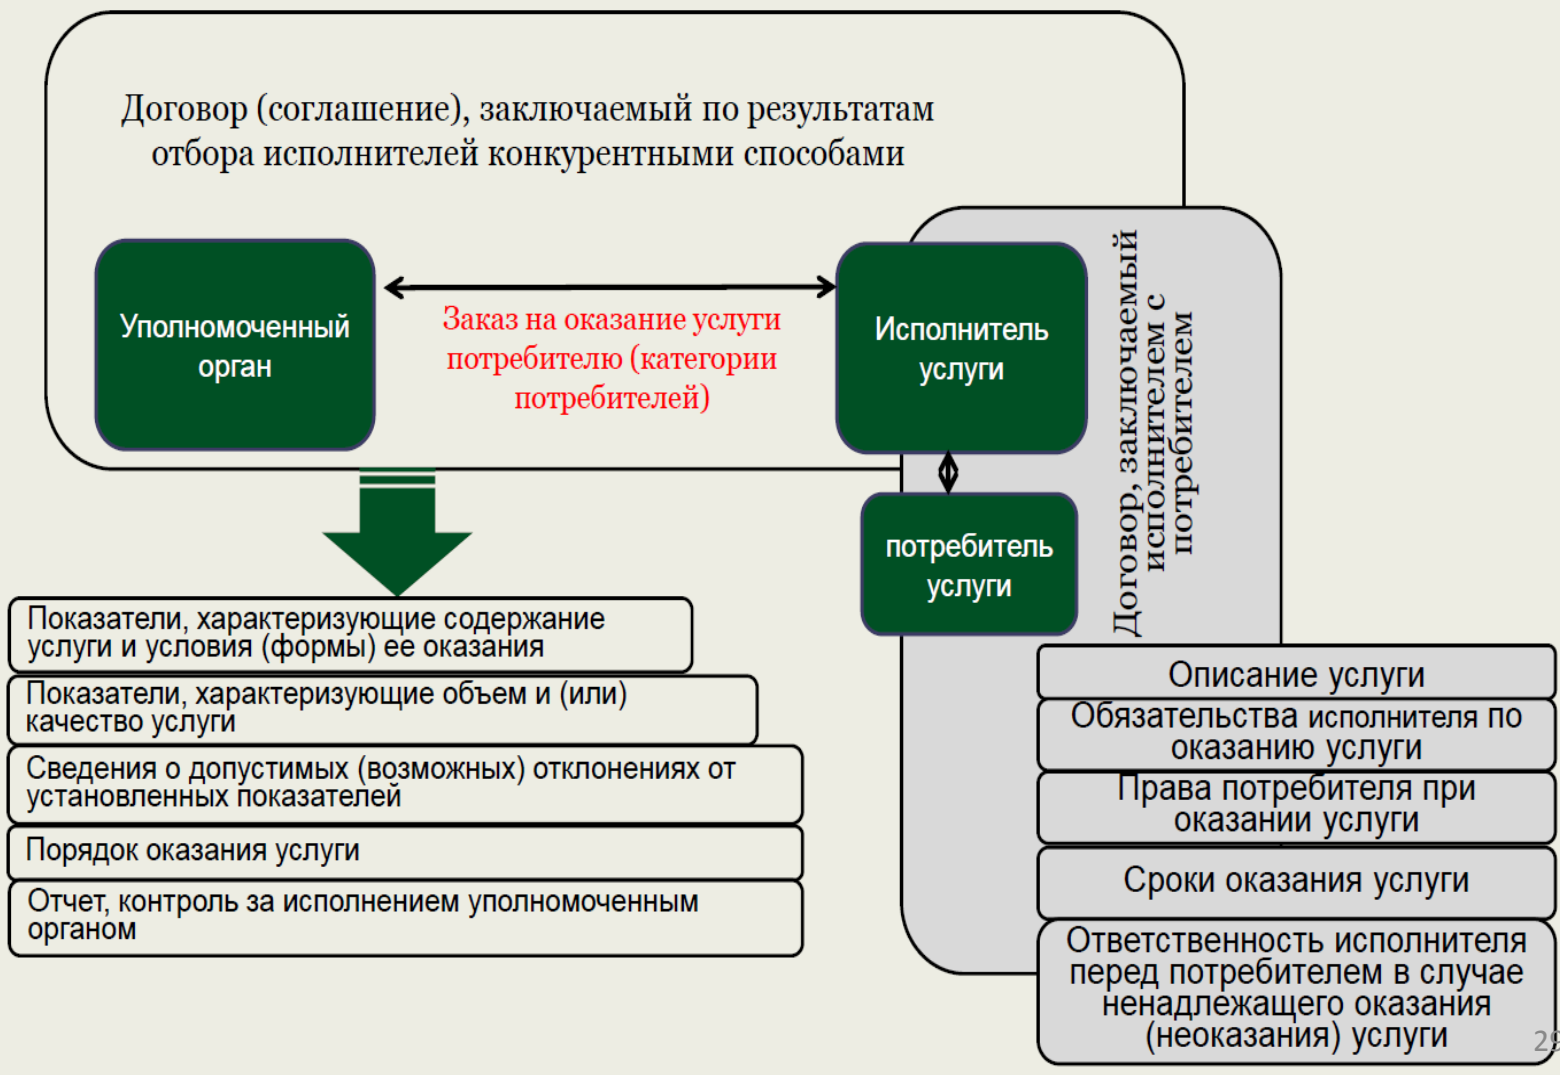 Договор (соглашение), заключаемый по результатам
отбора исполнителей конкурентными способами
Уполномоченный
орган
Заказ на оказание услуги
потребителю (категории
потребителей)
Исполнитель
услуги
Договор, заключаемый
исполнителем с
потребителем
потребитель
услуги
Показатели, характеризующие содержание
услуги и условия (формы) ее оказания
Показатели, характеризующие объем и (или)
качество услуги
Сведения о допустимых (возможных) отклонениях от
установленных показателей
Порядок оказания услуги
Отчет, контроль за исполнением уполномоченным
органом
Описание услуги
Обязательства исполнителя по
оказанию услуги
Права потребителя при
оказании услуги
Сроки оказания услуги
Ответственность исполнителя
перед потребителем в случае
ненадлежащего оказания
(неоказания) услуги
29